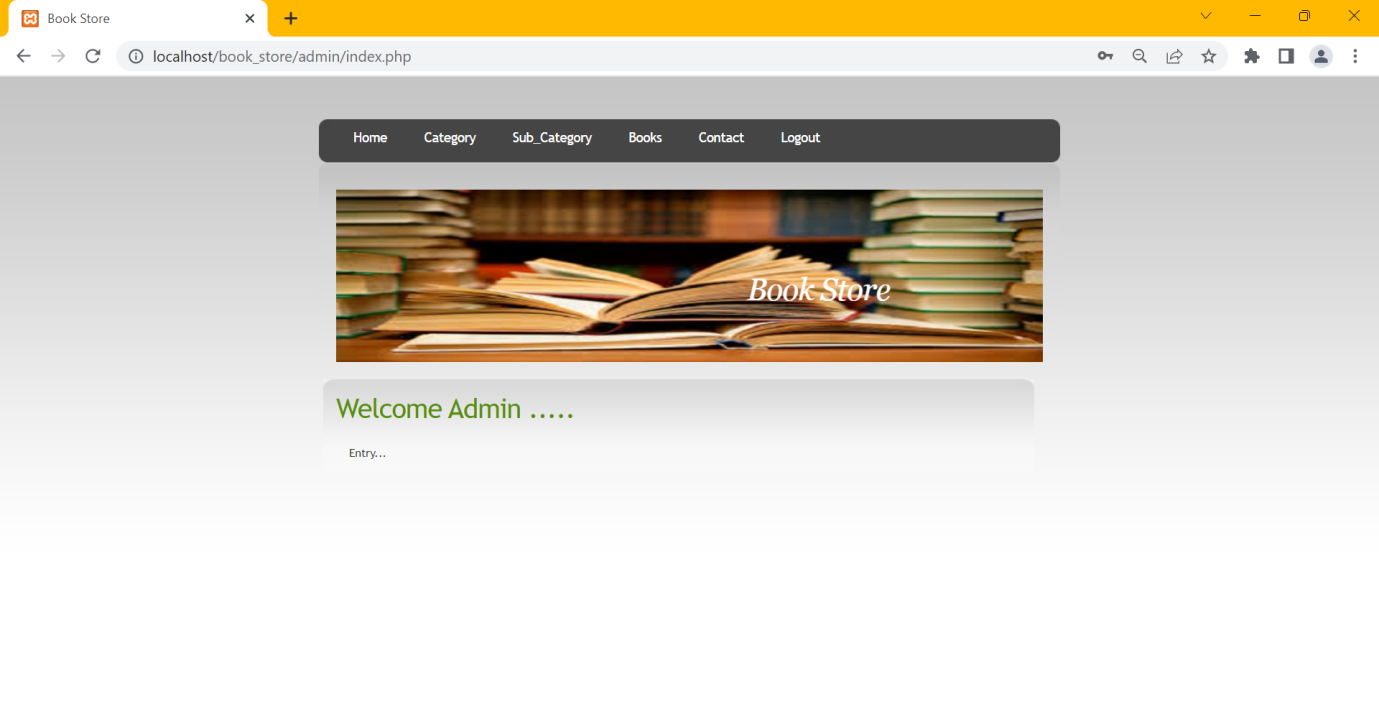 Book Store
localhost/book_store/admin/index.php
Home Category Sub_Category Books Contact Logout
Book Store
Welcome Admin .....
Entry...